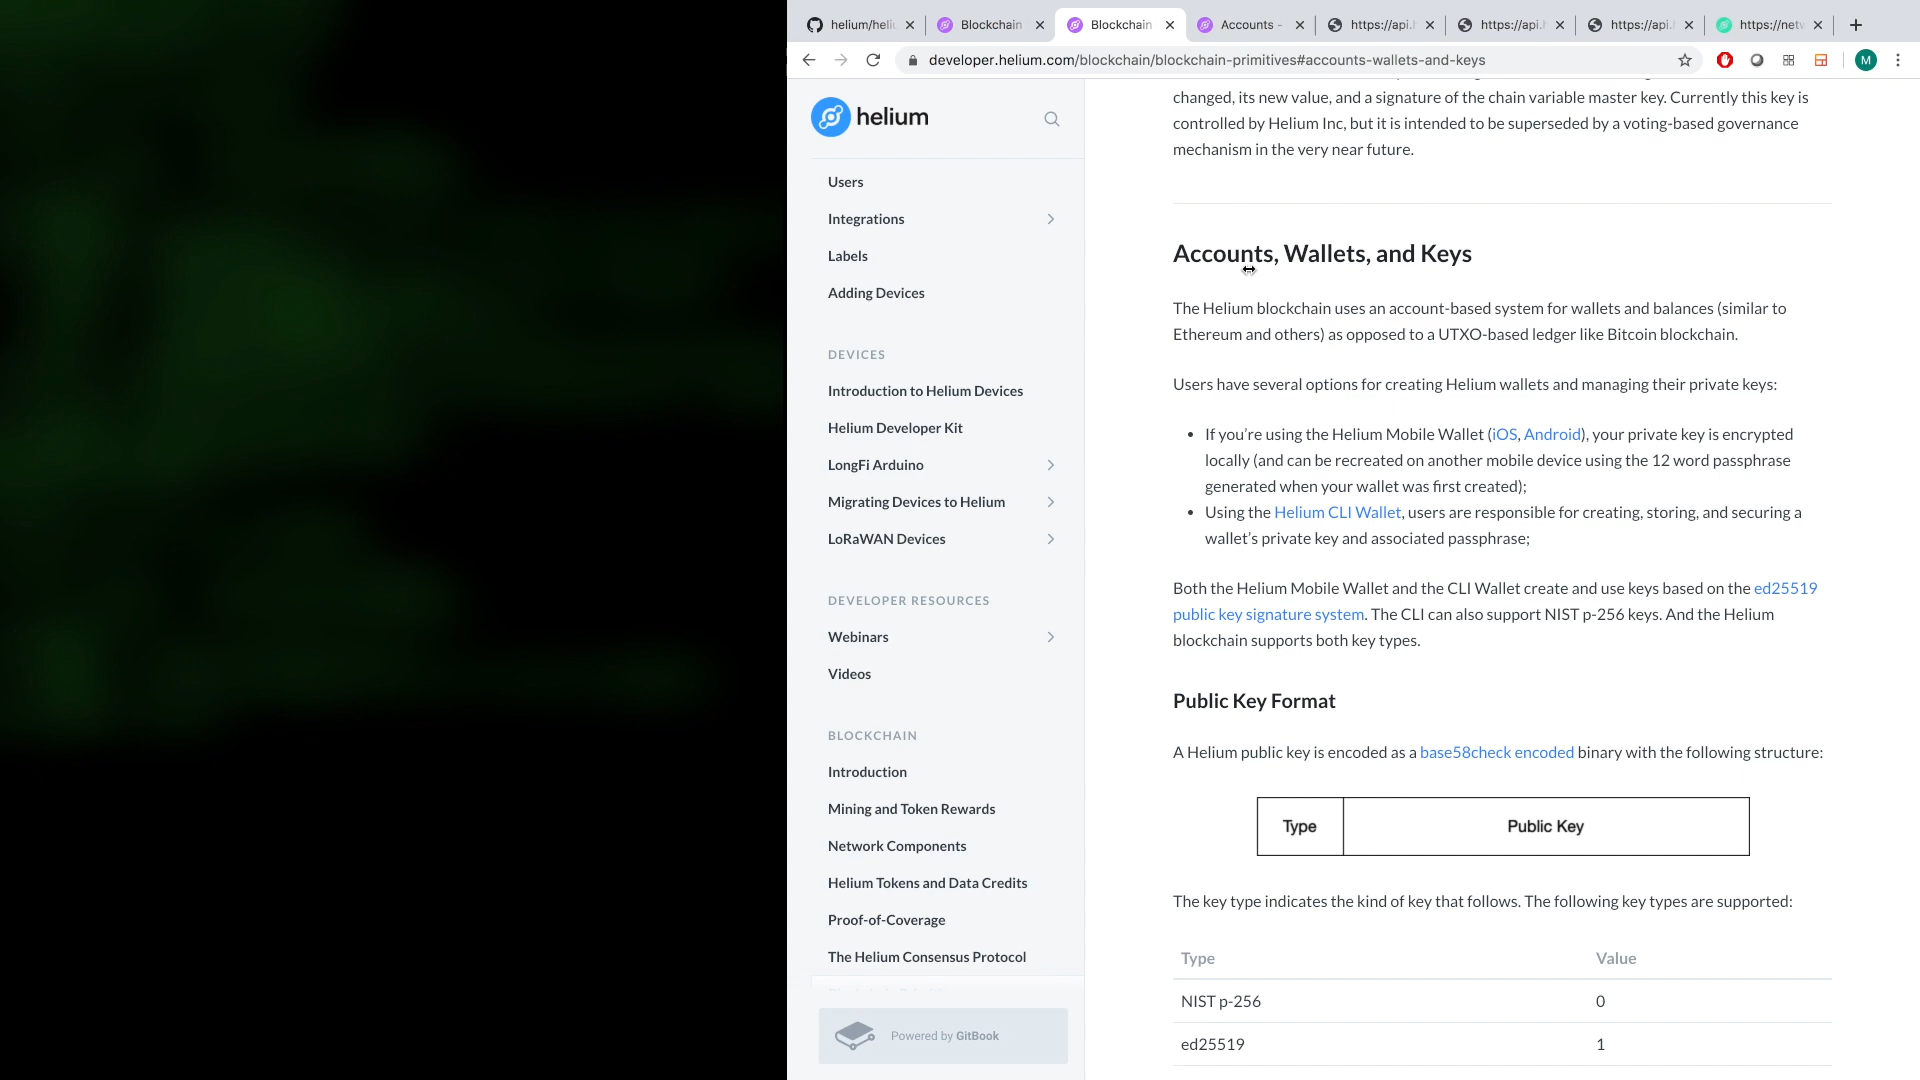 helium/heli
Blockchain
Blockchain
Accounts -
https://api.h
https://api.h
https://api.
https://netw
developer.helium.com/blockchain/blockchain-primitives#accounts-wallets-and-keys
M
helium
Users
Integrations
Labels
Adding Devices
DEVICES
Introduction to Helium Devices
Helium Developer Kit
LongFi Arduino
Migrating Devices to Helium
LoRaWAN Devices
DEVELOPER RESOURCES
Webinars
Videos
BLOCKCHAIN
Introduction
Mining and Token Rewards
Network Components
Helium Tokens and Data Credits
Proof-of-Coverage
The Helium Consensus Protocol
Powered by GitBook
changed, its new value, and a signature of the chain variable master key. Currently this key is
controlled by Helium Inc, but it is intended to be superseded by a voting-based governance
mechanism in the very near future.
Accounts, Wallets, and Keys
The Helium blockchain uses an account-based system for wallets and balances (similar to
Ethereum and others) as opposed to a UTXO-based ledger like Bitcoin blockchain.
Users have several options for creating Helium wallets and managing their private keys:
• If you’re using the Helium Mobile Wallet (iOS, Android), your private key is encrypted
locally (and can be recreated on another mobile device using the 12 word passphrase
generated when your wallet was first created);
• Using the Helium CLI Wallet, users are responsible for creating, storing, and securing a
wallet’s private key and associated passphrase;
Both the Helium Mobile Wallet and the CLI Wallet create and use keys based on the ed25519
public key signature system. The CLI can also support NIST p-256 keys. And the Helium
blockchain supports both key types.
Public Key Format
A Helium public key is encoded as a base58check encoded binary with the following structure:
Type Public Key
The key type indicates the kind of key that follows. The following key types are supported:
Type Value
NIST p-256 0
ed25519 1